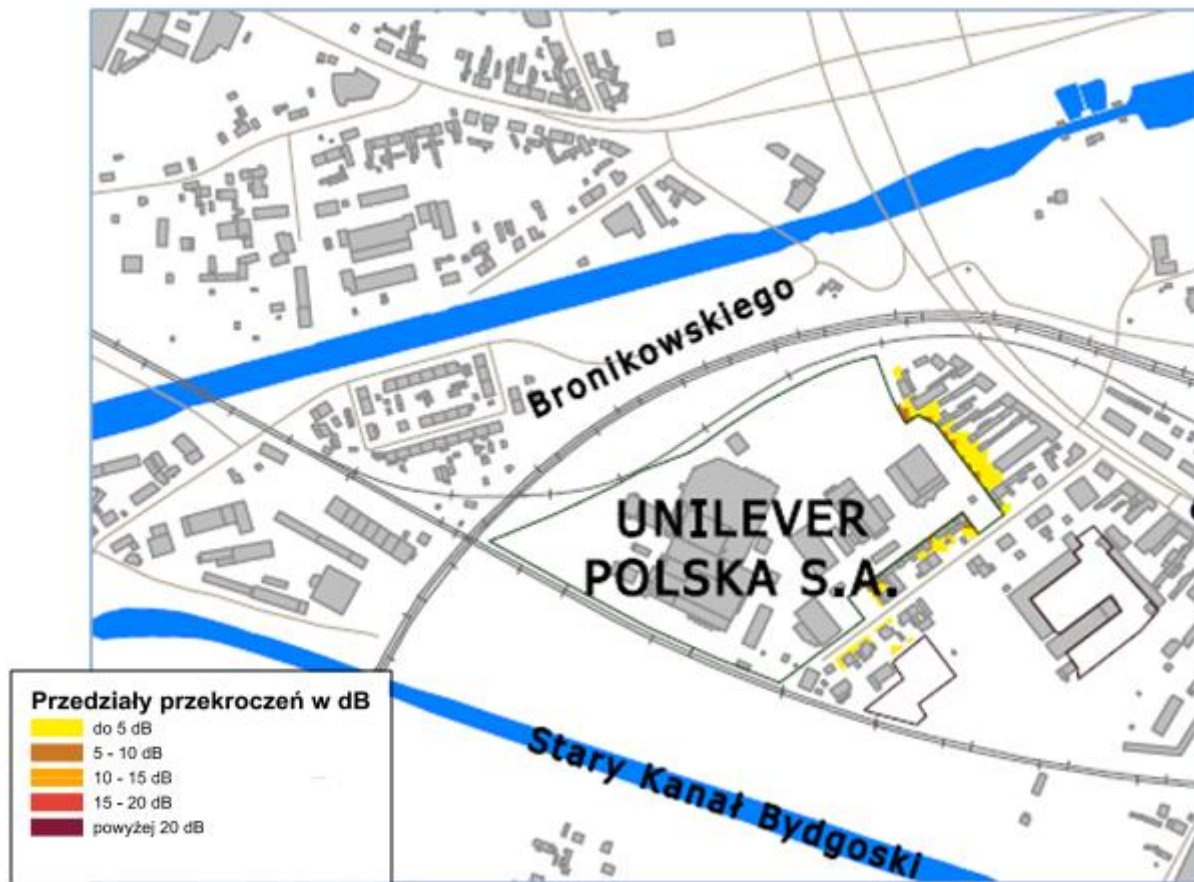 Bronikowskiego
UNILEVER
POLSKA S.A.
Stary Kanał Bydgoski
Przedziały przekroczeń w dB
do 5 dB
5 - 10 dB
10 - 15 dB
15 - 20 dB
powyżej 20 dB